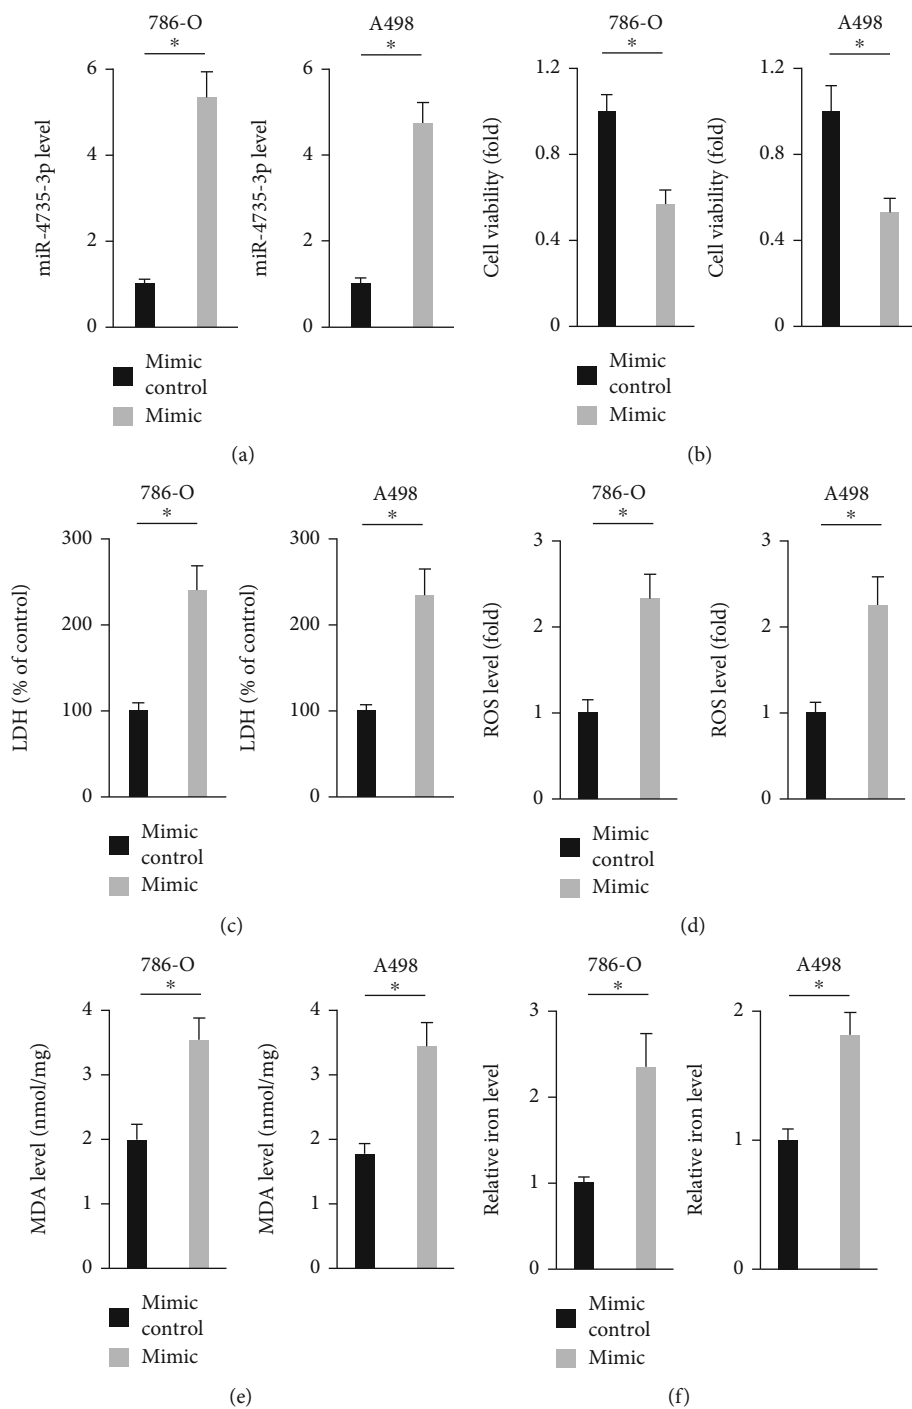 786-O
*
miR-4735-3p level
6
4
2
0
A498
*
miR-4735-3p level
6
4
2
0
Mimic
control
Mimic
(a)
786-O
*
Cell viability (fold)
1.2
0.8
0.4
0
A498
*
Cell viability (fold)
1.2
0.8
0.4
0
Mimic
control
Mimic
(b)
786-O
*
LDH (% of control)
300
200
100
0
A498
*
LDH (% of control)
300
200
100
0
Mimic
control
Mimic
(c)
786-O
*
ROS level (fold)
3
2
1
0
A498
*
ROS level (fold)
3
2
1
0
Mimic
control
Mimic
(d)
786-O
*
MDA level (nmol/mg)
4
3
2
1
0
A498
*
MDA level (nmol/mg)
4
3
2
1
0
Mimic
control
Mimic
(e)
786-O
*
Relative iron level
3
2
1
0
A498
*
Relative iron level
2
1
0
Mimic
control
Mimic
(f)